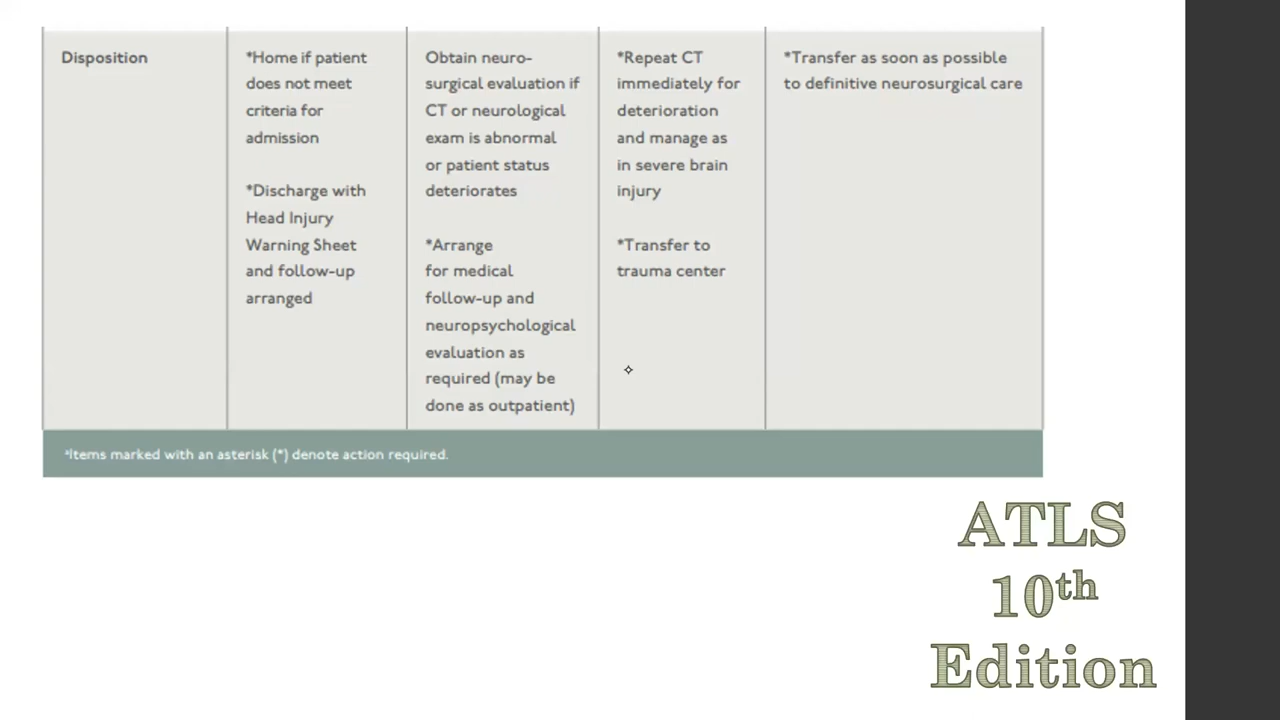 Disposition
*Home if patient
does not meet
criteria for
admission
*Discharge with
Head Injury
Warning Sheet
and follow-up
arranged
Obtain neuro-
surgical evaluation if
CT or neurological
exam is abnormal
or patient status
deteriorates
*Arrange
for medical
follow-up and
neuropsychological
evaluation as
required (may be
done as outpatient)
*Repeat CT
immediately for
deterioration
and manage as
in severe brain
injury
*Transfer to
trauma center
*Transfer as soon as possible
to definitive neurosurgical care
ªItems marked with an asterisk (*) denote action required.
ATLS
10th
Edition